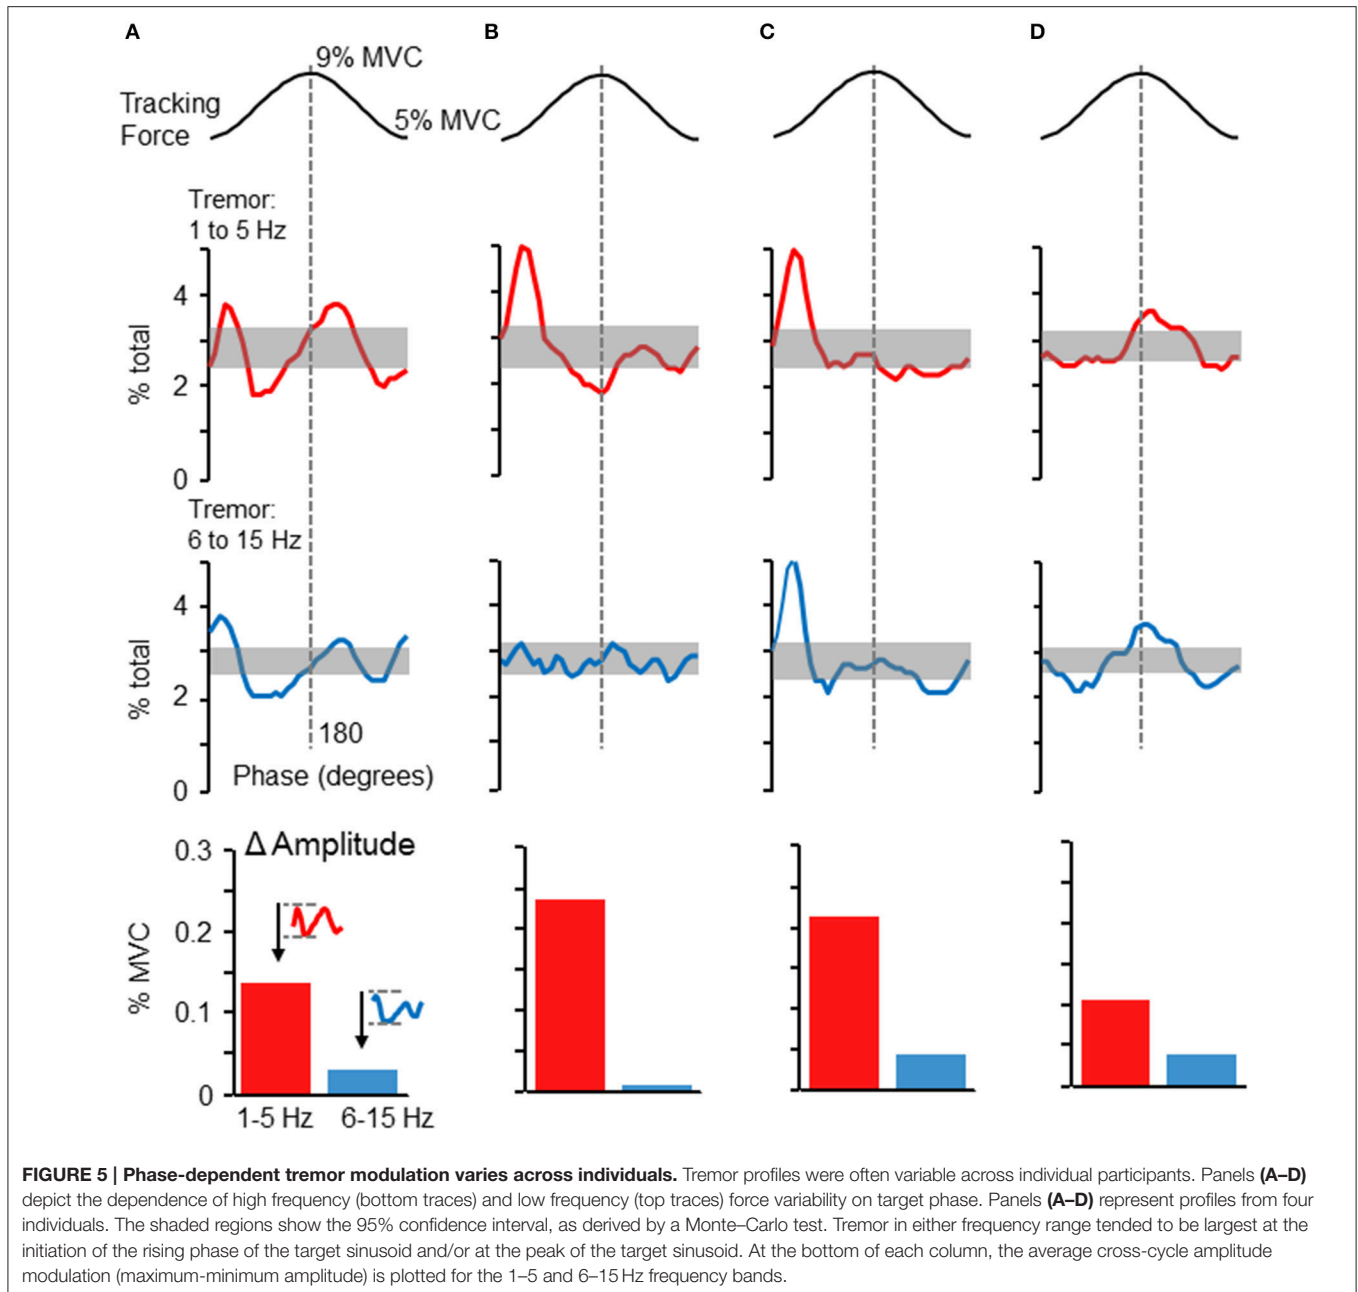 A
B
C
D
9% MVC
Tracking
Force
5% MVC
Tremor:
1 to 5 Hz
4
% total
2
0
Tremor:
6 to 15 Hz
4
% total
2
180
0
Phase (degrees)
0.3
Δ Amplitude
0.2
% MVC
0.1
0
1-5 Hz 6-15 Hz
FIGURE 5 | Phase-dependent tremor modulation varies across individuals. Tremor profiles were often variable across individual participants. Panels (A–D)
depict the dependence of high frequency (bottom traces) and low frequency (top traces) force variability on target phase. Panels (A–D) represent profiles from four
individuals. The shaded regions show the 95% confidence interval, as derived by a Monte–Carlo test. Tremor in either frequency range tended to be largest at the
initiation of the rising phase of the target sinusoid and/or at the peak of the target sinusoid. At the bottom of each column, the average cross-cycle amplitude
modulation (maximum-minimum amplitude) is plotted for the 1–5 and 6–15 Hz frequency bands.